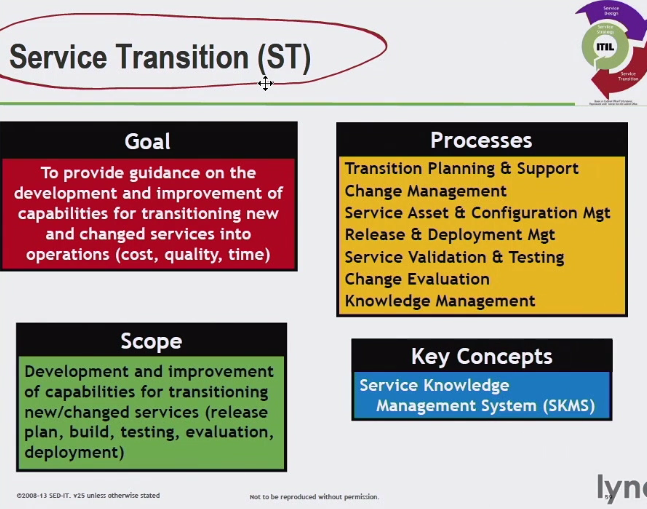 Service Transition (ST)
Service
Design
Service
Strategy
ITIL
Service
Transition
Goal
To provide guidance on the
development and improvement of
capabilities for transitioning new
and changed services into
operations (cost, quality, time)
Processes
Transition Planning & Support
Change Management
Service Asset & Configuration Mgt
Release & Deployment Mgt
Service Validation & Testing
Change Evaluation
Knowledge Management
Scope
Development and improvement
of capabilities for transitioning
new/changed services (release
plan, build, testing, evaluation,
deployment)
Key Concepts
Service Knowledge
Management System (SKMS)
©2008-13 SED-IT. v25 unless otherwise stated
Not to be reproduced without permission.
59